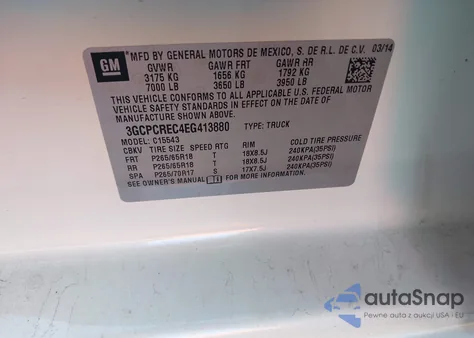 GM
MFD BY GENERAL MOTORS DE MEXICO, S. DE R.L. DE C.V. 03/14
GVWR GAWR FRT GAWR RR
3175 KG 1656 KG 1792 KG
7000 LB 3650 LB 3950 LB
THIS VEHICLE CONFORMS TO ALL APPLICABLE U.S. FEDERAL MOTOR
VEHICLE SAFETY STANDARDS IN EFFECT ON THE DATE OF
MANUFACTURE SHOWN ABOVE.
3GCPCREC4EG413880 TYPE: TRUCK
MODEL: C15543
CBKV TIRE SIZE SPEED RTG RIM COLD TIRE PRESSURE
FRT P265/65R18 T 18X8.5J 240KPA(35PSI)
RR P265/65R18 T 18X8.5J 240KPA(35PSI)
SPA P265/70R17 S 17X7.5J 240KPA(35PSI)
SEE OWNER'S MANUAL FOR MORE INFORMATION.
autoSnap
Pewne auta z aukcji USA i EU